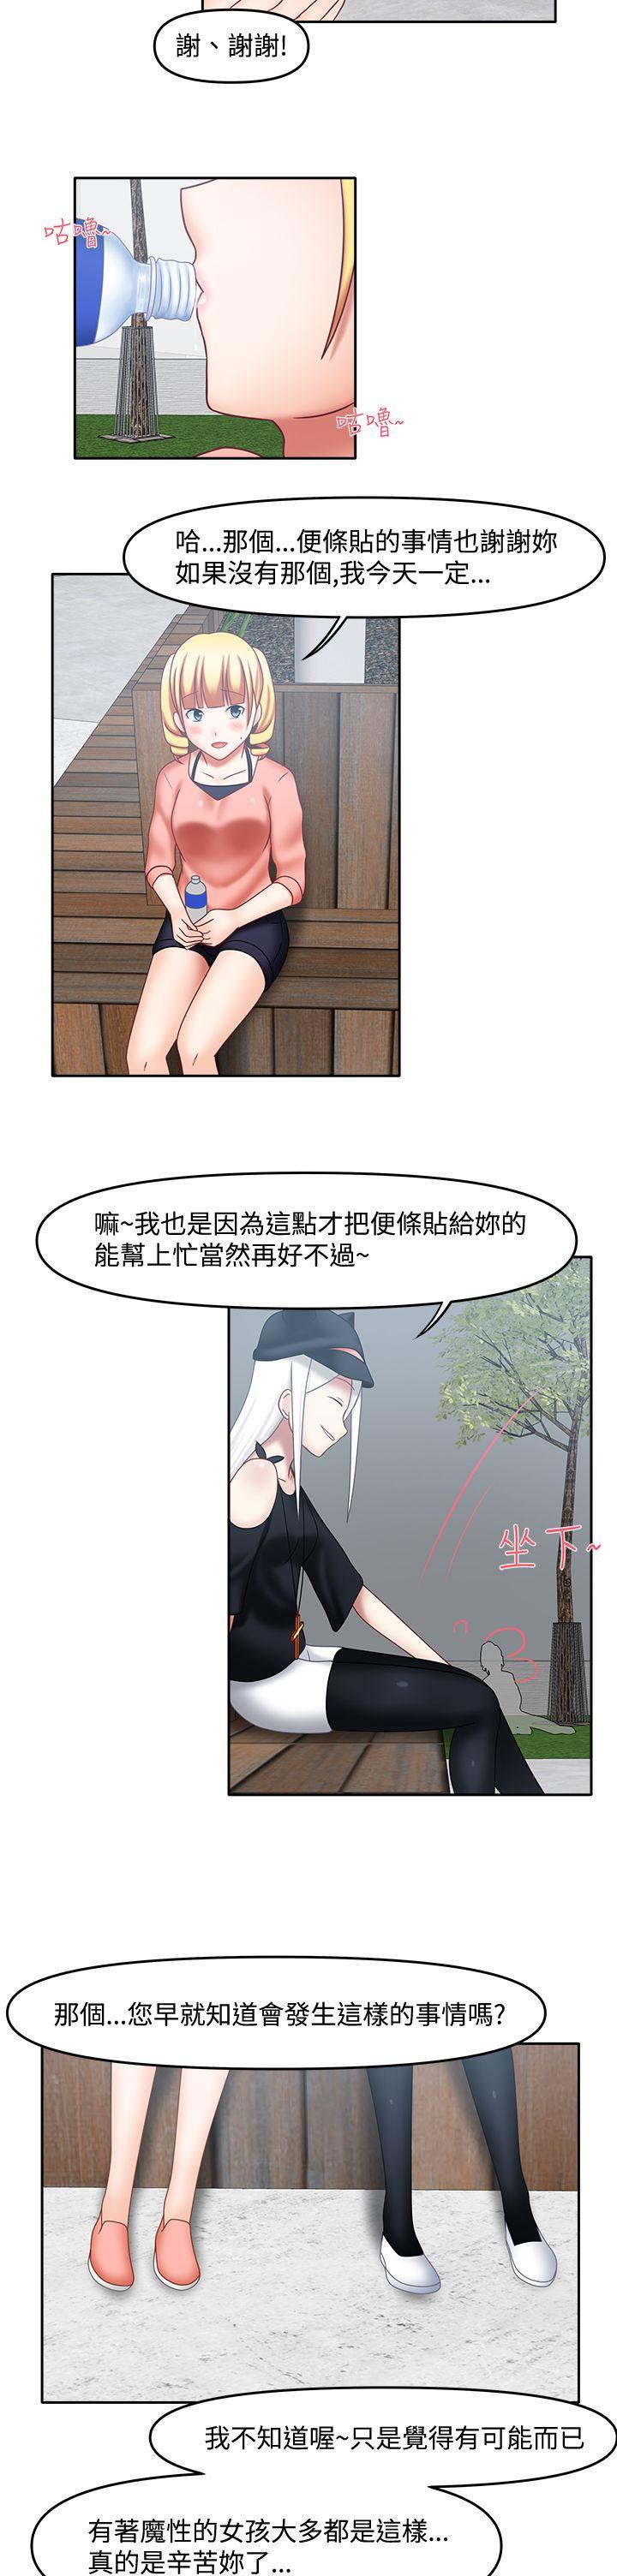 謝、謝謝!
咕嚕~
咕嚕~
哈...那個...便條貼的事情也謝謝妳
如果沒有那個,我今天一定...
嘛~我也是因為這點才把便條貼給妳的
能幫上忙當然再好不過~
坐下~
那個...您早就知道會發生這樣的事情嗎?
我不知道喔~只是覺得有可能而已
有著魔性的女孩大多都是這樣...
真的是辛苦妳了...